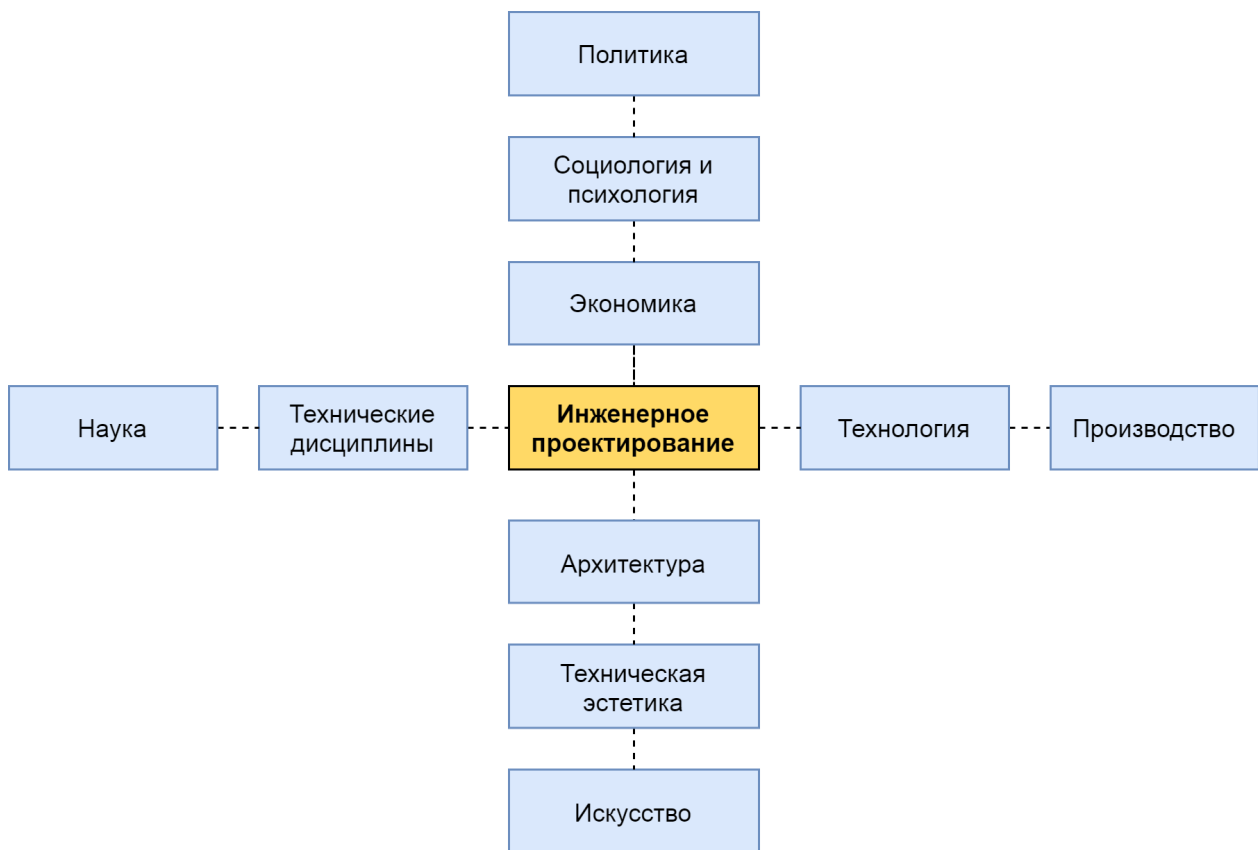 Политика
Социология и
психология
Экономика
Наука
Технические
дисциплины
Инженерное
проектирование
Технология
Производство
Архитектура
Техническая
эстетика
Искусство